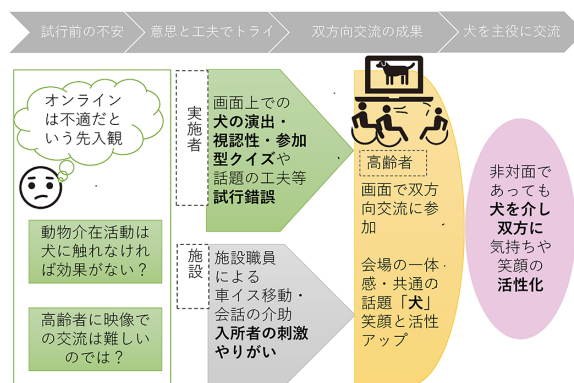 試行前の不安
意思と工夫でトライ
双方向交流の成果
犬を主役に交流
オンライン
は不適だと
いう先入観
動物介在活動は
犬に触れなけれ
ば効果がない？
高齢者に映像で
の交流は難しい
のでは？
実施者
画面上での
犬の演出・
視認性・参加
型クイズや
話題の工夫等
試行錯誤
施設
施設職員
による
車イス移動・
会話の介助
入所者の刺激
やりがい
高齢者
画面で双方
向交流に参
加
会場の一体
感・共通の
話題「犬」
笑顔と活性
アップ
非対面で
あっても
犬を介し
双方に
気持ちや
笑顔の
活性化